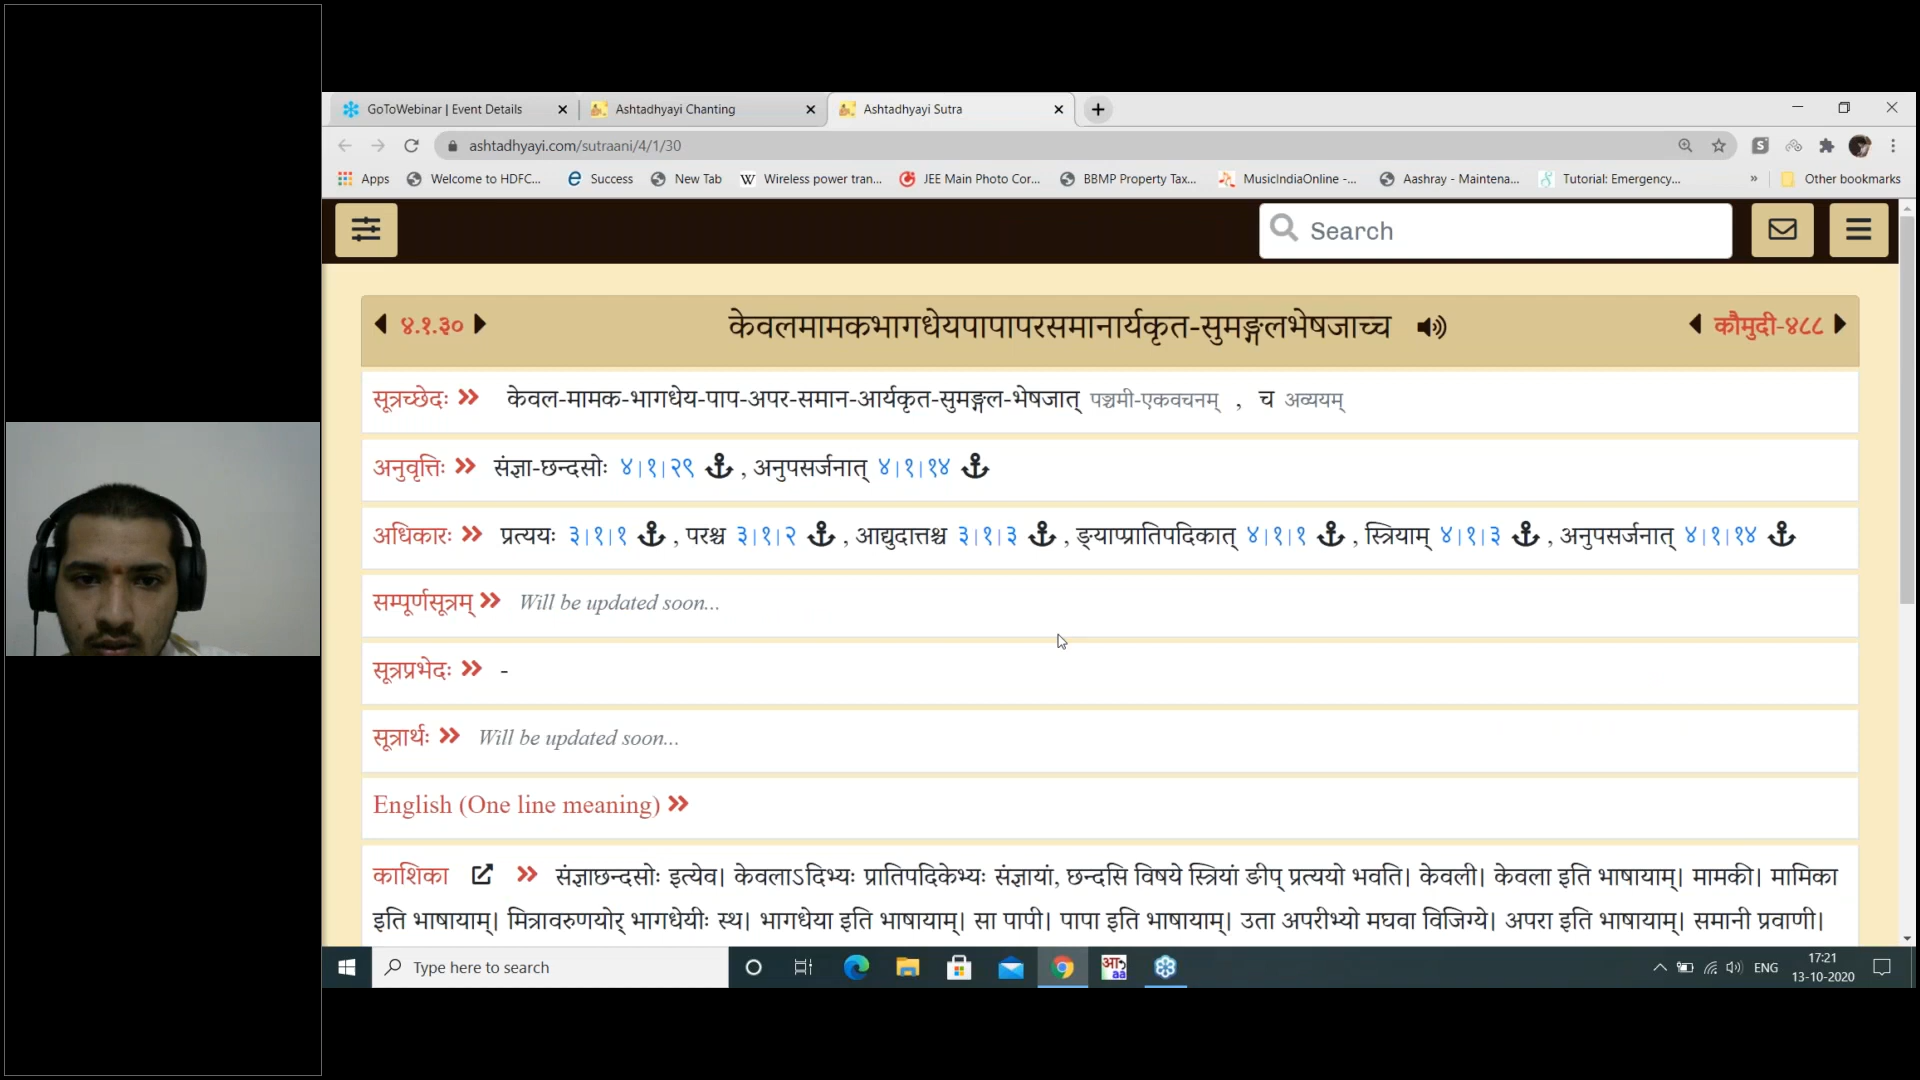 GoToWebinar | Event Details
Ashtadhyayi Chanting
Ashtadhyayi Sutra
ashtadhyayi.com/sutraani/4/1/30
Apps
Welcome to HDFC...
Success
New Tab
Wireless power tran...
JEE Main Photo Cor...
BBMP Property Tax...
MusicIndiaOnline -...
Aashray - Maintena...
Tutorial: Emergency...
»
Other bookmarks
Search
४.१.३०
केवलमामकभागधेयपापापरसमानार्यकृत-सुमङ्गलभेषजाच्च
कौमुदी-४८८
सूत्रच्छेदः केवल-मामक-भागधेय-पाप-अपर-समान-आर्यकृत-सुमङ्गल-भेषजात् पञ्चमी-एकवचनम् , च अव्ययम्
अनुवृत्तिः संज्ञा-छन्दसोः ४|१|२९ , अनुपसर्जनात् ४|१|१४
अधिकारः प्रत्ययः ३|१|१ , परश्च ३|१|२ , आद्युदात्तश्च ३|१|३ , ङ्याप्प्रातिपदिकात् ४|१|१ , स्त्रियाम् ४|१|३ , अनुपसर्जनात् ४|१|१४
सम्पूर्णसूत्रम् Will be updated soon...
सूत्रप्रभेदः -
सूत्रार्थः Will be updated soon...
English (One line meaning)
काशिका संज्ञाछन्दसोः इत्येव| केवलाऽदिभ्यः प्रातिपदिकेभ्यः संज्ञायां, छन्दसि विषये स्त्रियां ङीप् प्रत्ययो भवति| केवली| केवला इति भाषायाम्| मामकी| मामिका
इति भाषायाम्| मित्रावरुणयोर् भागधेयीः स्थ| भागधेया इति भाषायाम्| सा पापी| पापा इति भाषायाम्| उता अपरीभ्यो मघवा विजिग्ये| अपरा इति भाषायाम्| समानी प्रवाणी|
Type here to search
आ
aa
ENG
17:21
13-10-2020